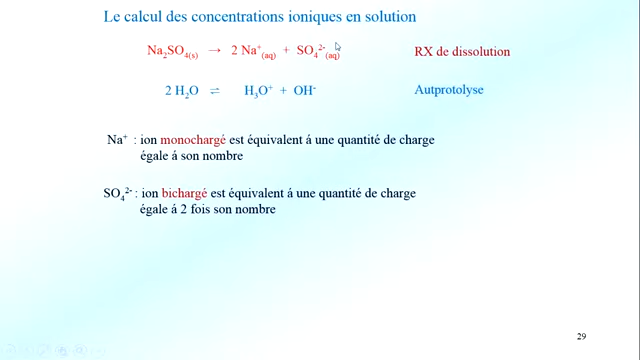 Le calcul des concentrations ioniques en solution
Na₂SO₄₍s₎ → 2 Na⁺(aq) + SO₄²⁻(aq) RX de dissolution
2 H₂O ⇌ H₃O⁺ + OH⁻ Autprotolyse
Na⁺ : ion monochargé est équivalent á une quantité de charge
égale á son nombre
SO₄²⁻ : ion bichargé est équivalent á une quantité de charge
égale á 2 fois son nombre
29